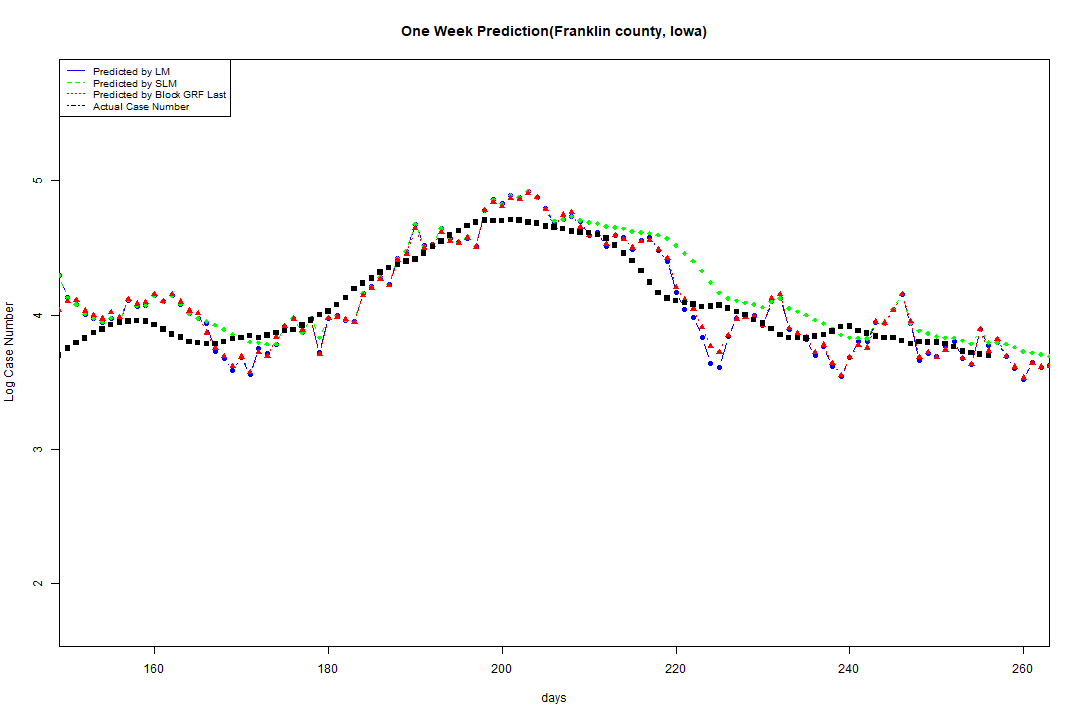 One Week Prediction(Franklin county, Iowa)
Predicted by LM
Predicted by SLM
Predicted by Block GRF Last
Actual Case Number
5
4
3
2
Log Case Number
160 180 200 220 240 260
days